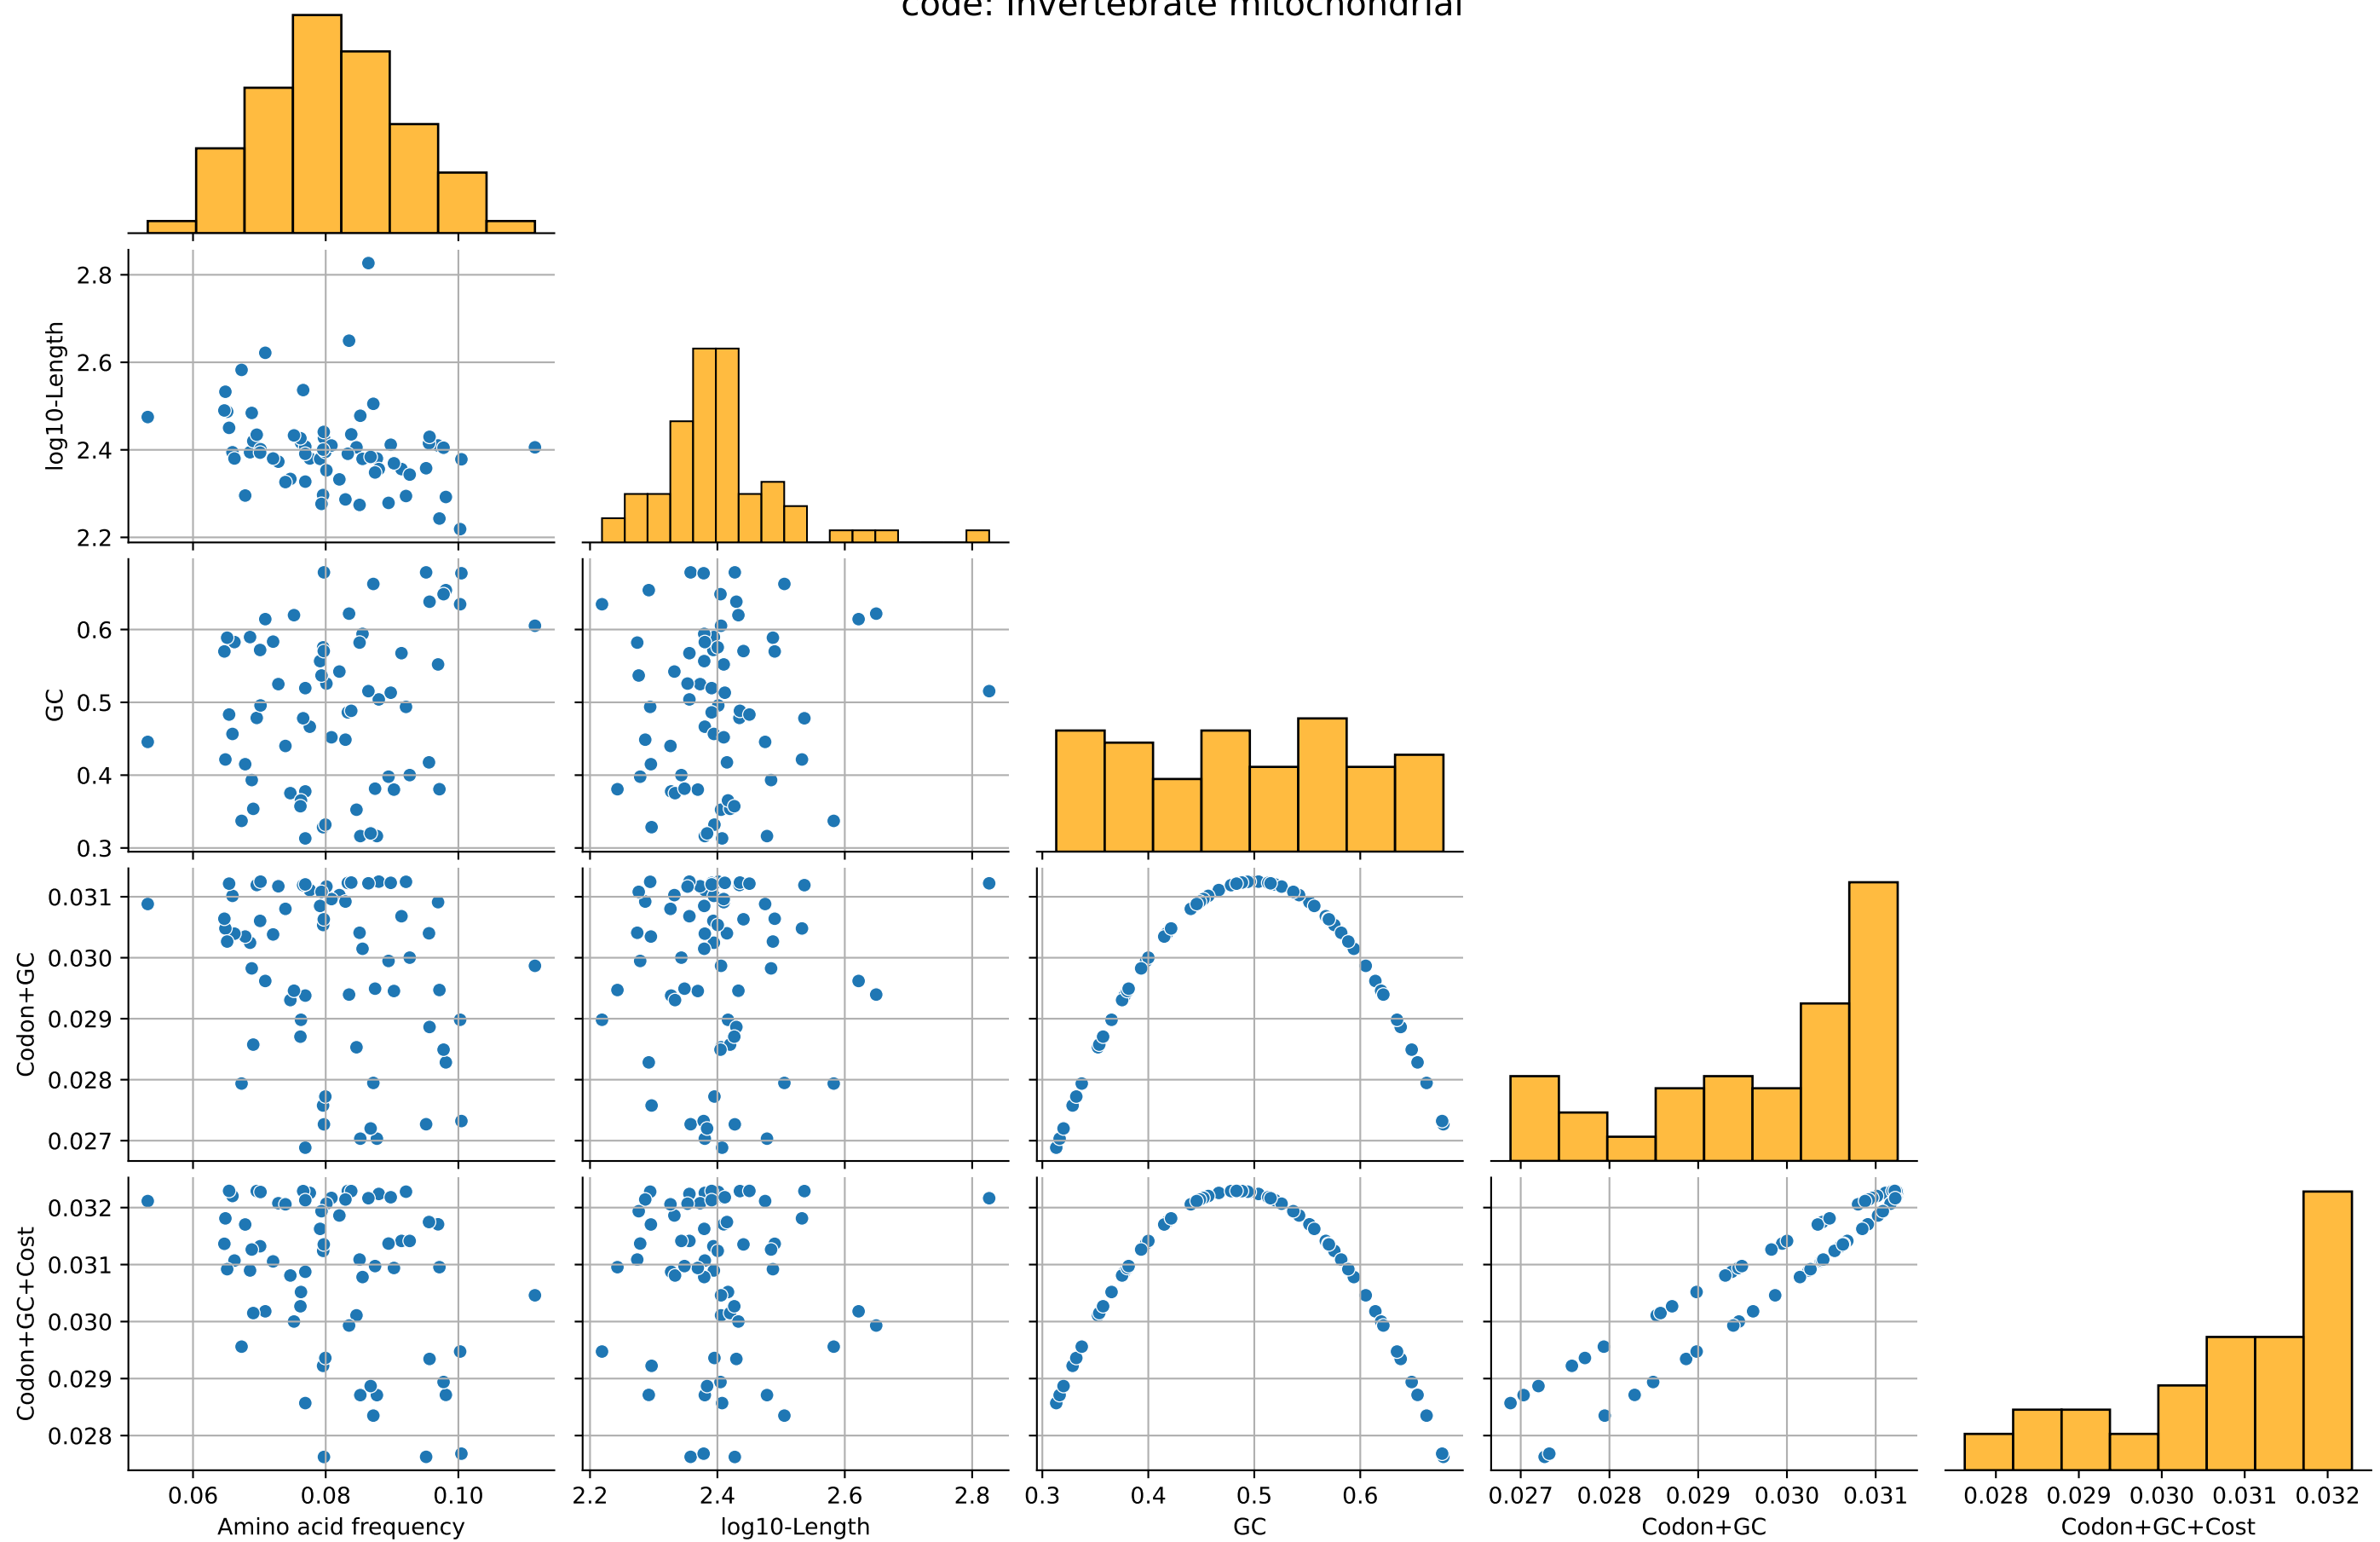 code: Invertebrate mitochondrial
2.8
2.6
2.4
2.2
log10-Length
0.6
0.5
0.4
0.3
GC
0.031
0.030
0.029
0.028
0.027
Codon+GC
0.032
0.031
0.030
0.029
0.028
Codon+GC+Cost
0.06 0.08 0.10 2.2 2.4 2.6 2.8 0.3 0.4 0.5 0.6 0.027 0.028 0.029 0.030 0.031 0.028 0.029 0.030 0.031 0.032
Amino acid frequency log10-Length GC Codon+GC Codon+GC+Cost